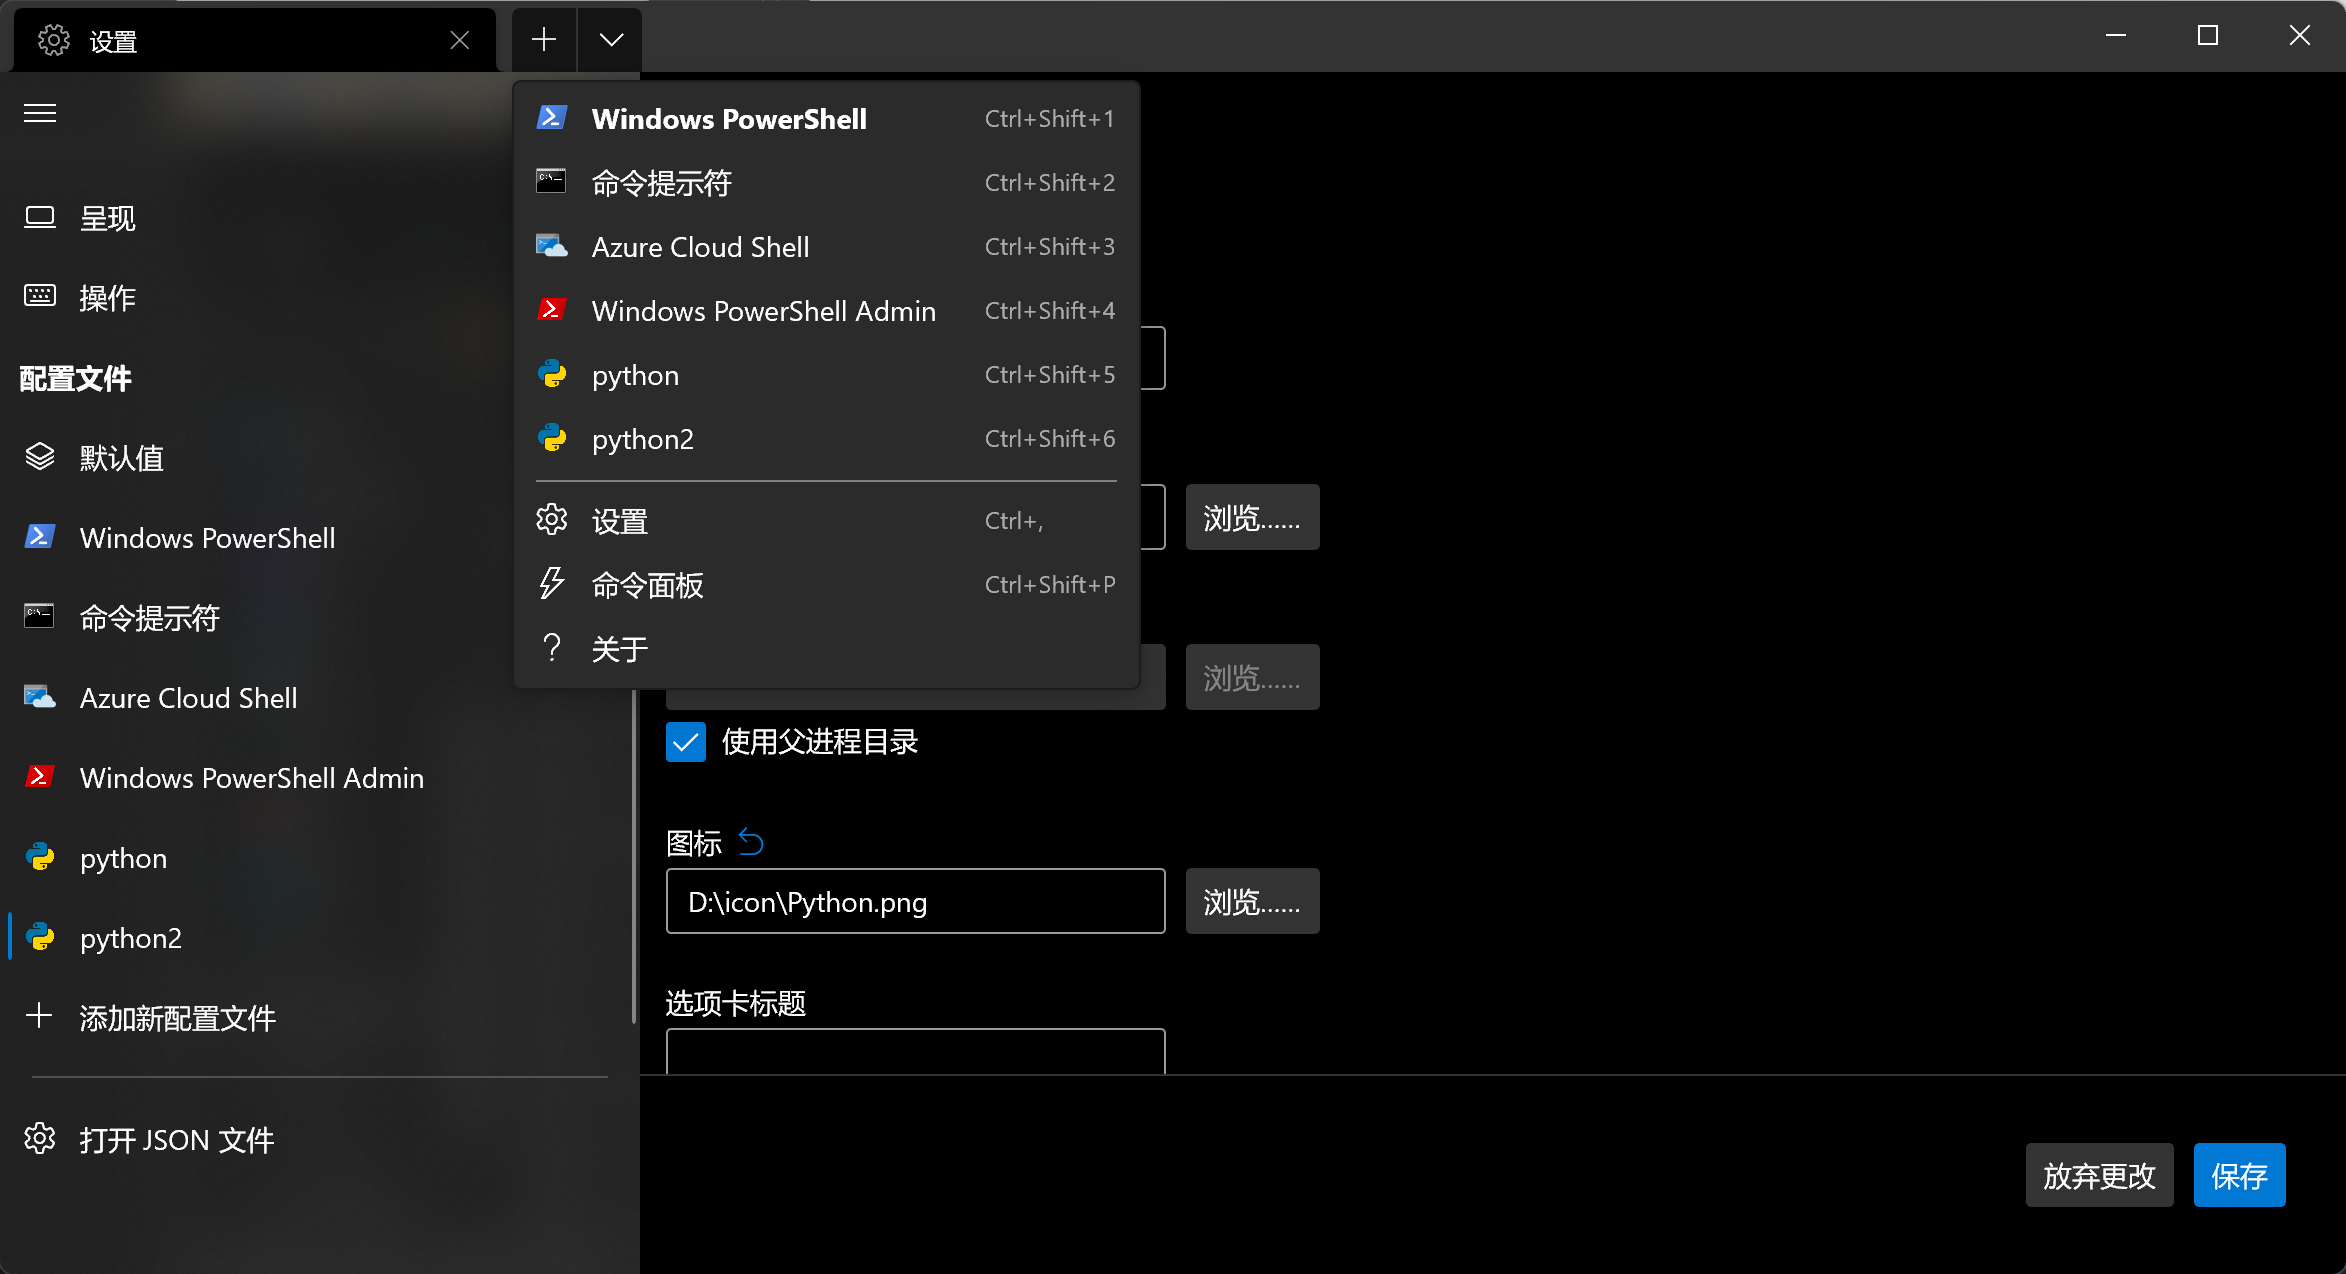 设置
Windows PowerShell Ctrl+Shift+1
命令提示符 Ctrl+Shift+2
Azure Cloud Shell Ctrl+Shift+3
Windows PowerShell Admin Ctrl+Shift+4
python Ctrl+Shift+5
python2 Ctrl+Shift+6
设置 Ctrl+,
命令面板 Ctrl+Shift+P
关于
呈现
操作
配置文件
默认值
Windows PowerShell
命令提示符
Azure Cloud Shell
Windows PowerShell Admin
python
python2
添加新配置文件
打开 JSON 文件
浏览......
浏览......
使用父进程目录
图标
D:\icon\Python.png
浏览......
选项卡标题
放弃更改
保存